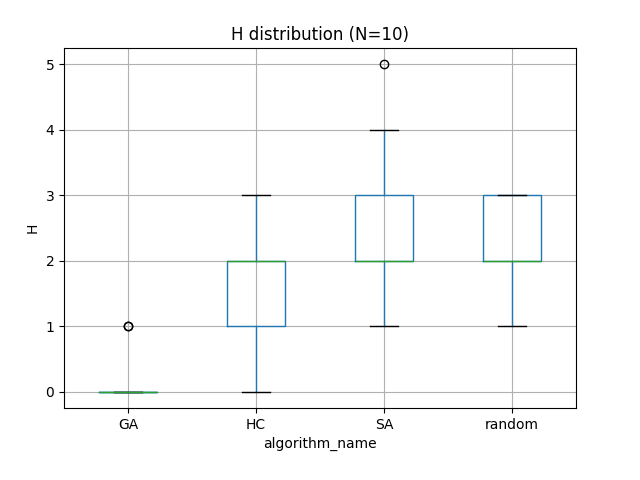 H distribution (N=10)
5
4
3
2
1
0
H
GA HC SA random
algorithm_name